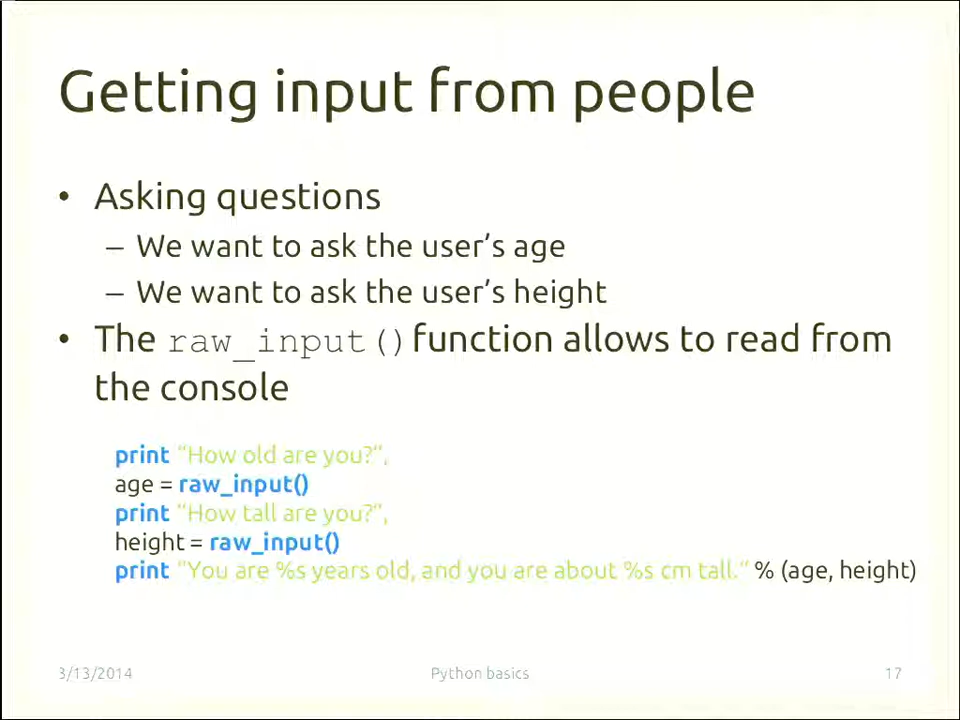 Getting input from people
• Asking questions
– We want to ask the user’s age
– We want to ask the user’s height
• The raw_input() function allows to read from
the console
print “How old are you?“,
age = raw_input()
print “How tall are you?“,
height = raw_input()
print “You are %s years old, and you are about %s cm tall.“ % (age, height)
3/13/2014 Python basics 17